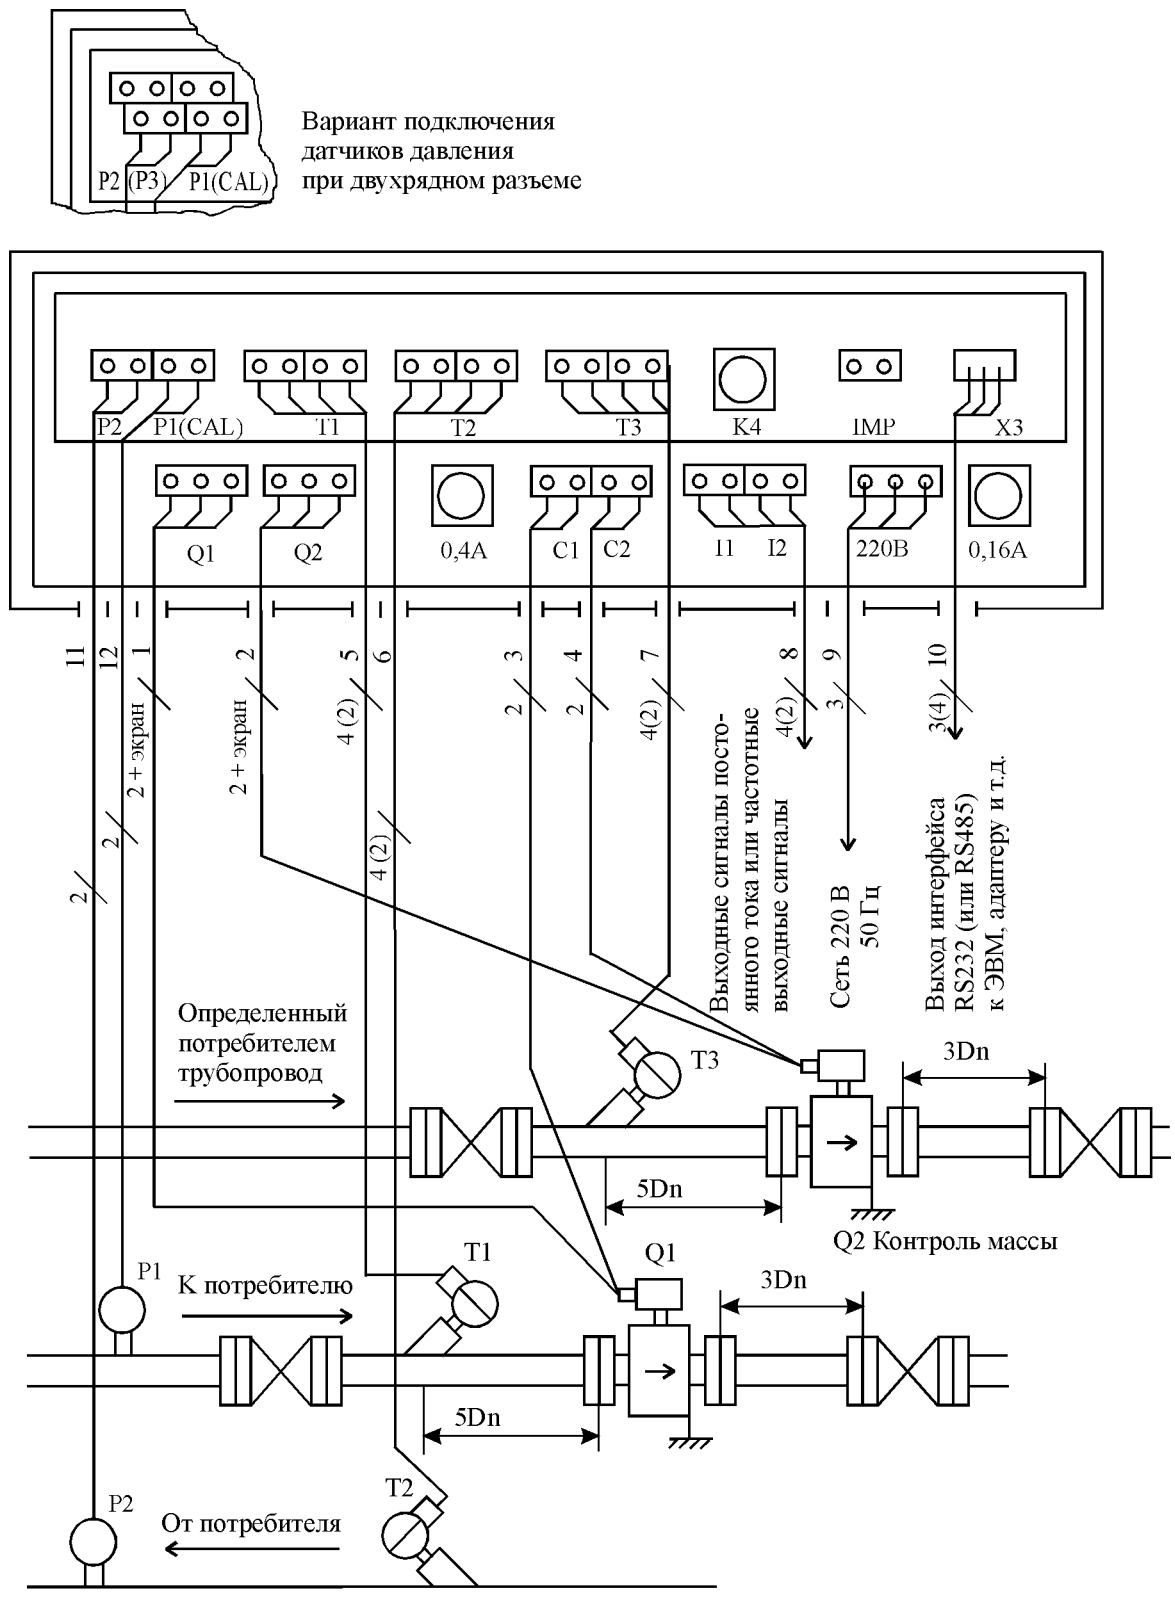 Вариант подключения
датчиков давления
при двухрядном разъеме
P2 (P3) P1(CAL)
P2 P1(CAL) T1 T2 T3 K4 IMP X3
Q1 Q2 0,4А C1 C2 I1 I2 220В 0,16А
11 12 1 2 5 6 3 4 7 8 9 10
2 2 2 + экран 2 + экран 4 (2) 4 (2) 2 2 4(2) 4(2) 3 3(4)
Выходные сигналы посто-
янного тока или частотные
выходные сигналы
Сеть 220 В
50 Гц
Выход интерфейса
RS232 (или RS485)
к ЭВМ, адаптеру и т.д.
Определенный
потребителем
трубопровод
T3
3Dn
5Dn
Q2 Контроль массы
P1
К потребителю
T1
Q1
3Dn
5Dn
P2
От потребителя
T2